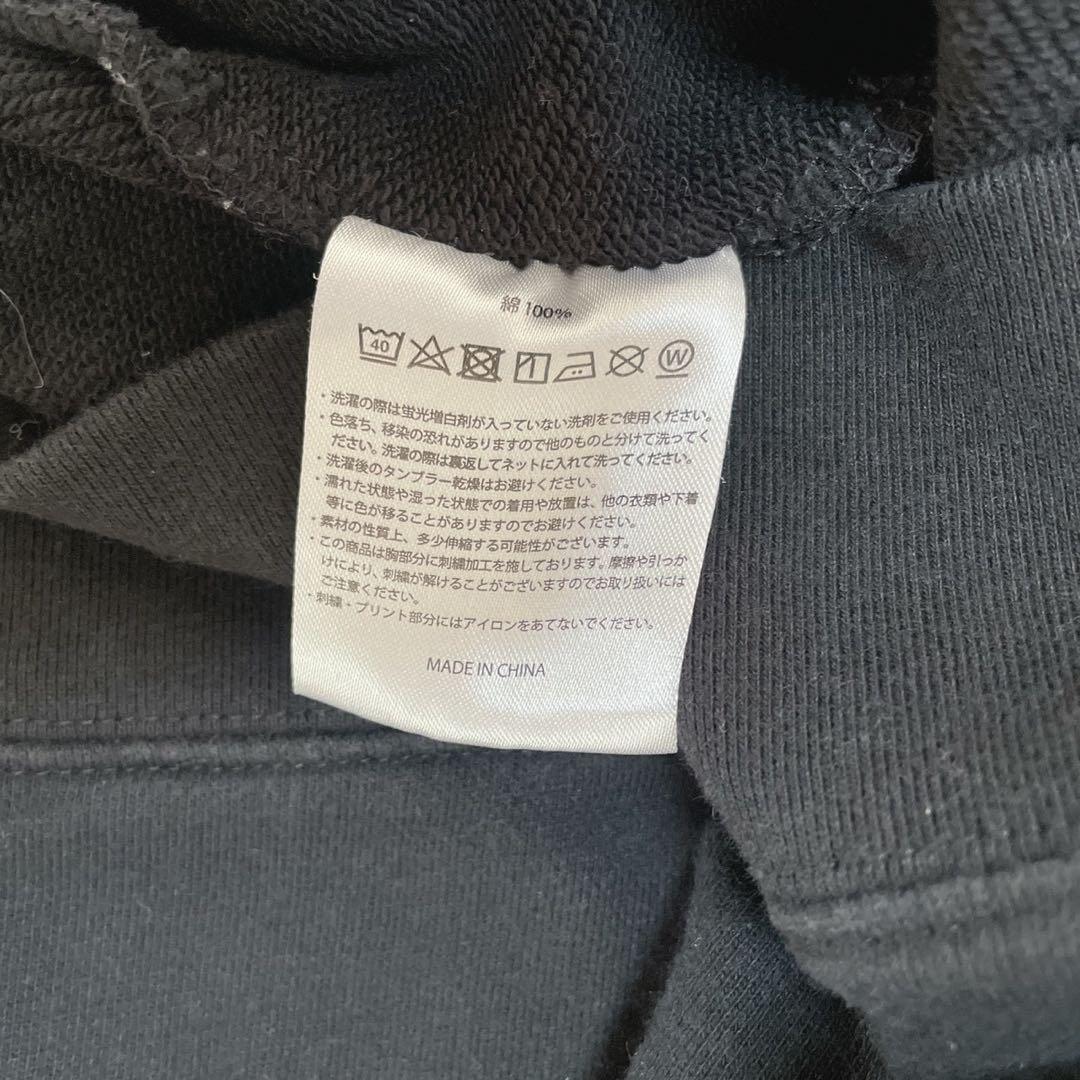 綿 100%
40 W
・洗濯の際は蛍光増白剤が入っていない洗剤をご使用ください。
・色落ち、移染の恐れがありますので他のものと分けて洗ってく
ださい。洗濯の際は裏返してネットに入れて洗ってください。
・洗濯後のタンブラー乾燥はお避けください。
・濡れた状態や湿った状態での着用や放置は、他の衣類や下着
等に色が移ることがありますのでお避けください。
・素材の性質上、多少伸縮する可能性がございます。
・この商品は胸部分に刺繍加工を施しております。摩擦や引っか
けにより、刺繍が解けることがございますのでお取り扱いには
ご注意ください。
・刺繍・プリント部分にはアイロンをあてないでください。
MADE IN CHINA